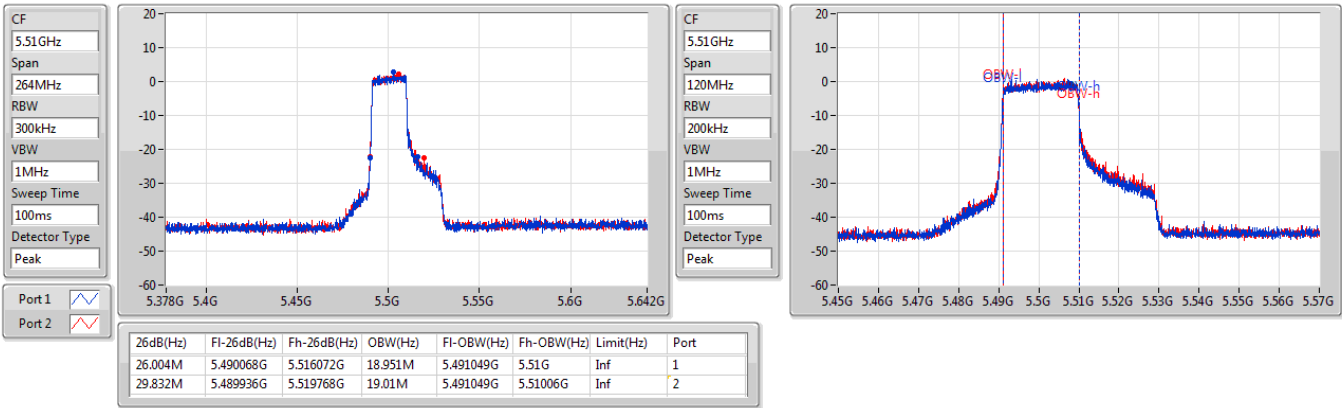 CF
5.51GHz
Span
264MHz
RBW
300kHz
VBW
1MHz
Sweep Time
100ms
Detector Type
Peak
Port 1
Port 2
20
10
0
-10
-20
-30
-40
-50
-60
5.378G 5.4G 5.45G 5.5G 5.55G 5.6G 5.642G
CF
5.51GHz
Span
120MHz
RBW
200kHz
VBW
1MHz
Sweep Time
100ms
Detector Type
Peak
20
10
0
-10
-20
-30
-40
-50
-60
OBW-l
OBW-h
5.45G 5.46G 5.47G 5.48G 5.49G 5.5G 5.51G 5.52G 5.53G 5.54G 5.55G 5.56G 5.57G
26dB(Hz) Fl-26dB(Hz) Fh-26dB(Hz) OBW(Hz) Fl-OBW(Hz) Fh-OBW(Hz) Limit(Hz) Port
26.004M 5.490068G 5.516072G 18.951M 5.491049G 5.51G Inf 1
29.832M 5.489936G 5.519768G 19.01M 5.491049G 5.51006G Inf 2